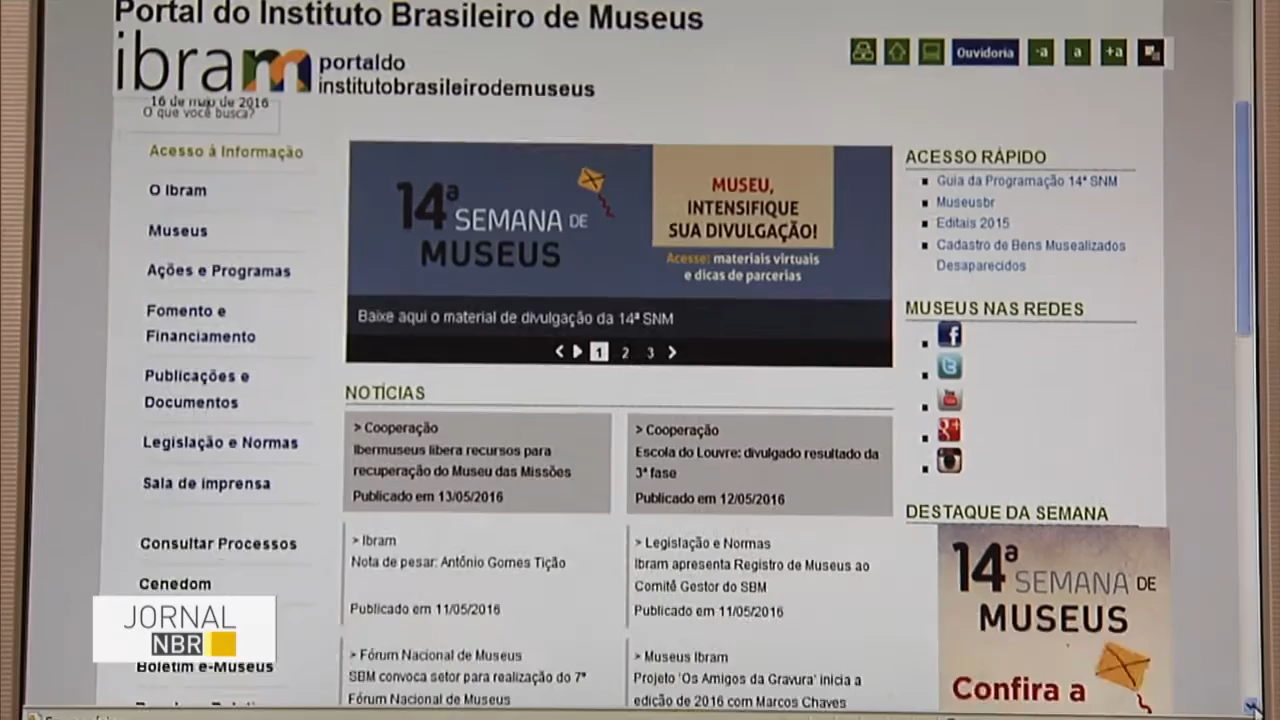 Portal do Instituto Brasileiro de Museus
ibram portaldo
institutobrasileirodemuseus
Ouvidoria -a a +a
16 de maio de 2016
O que você busca?
Acesso à Informação
O Ibram
Museus
Ações e Programas
Fomento e
Financiamento
Publicações e
Documentos
Legislação e Normas
Sala de imprensa
Consultar Processos
Cenedom
Boletim e-Museus
14ª SEMANA DE
MUSEUS
MUSEU,
INTENSIFIQUE
SUA DIVULGAÇÃO!
Acesse: materiais virtuais
e dicas de parcerias
Baixe aqui o material de divulgação da 14ª SNM
1 2 3
NOTÍCIAS
> Cooperação
Ibermuseus libera recursos para
recuperação do Museu das Missões
Publicado em 13/05/2016
> Cooperação
Escola do Louvre: divulgado resultado da
3ª fase
Publicado em 12/05/2016
> Ibram
Nota de pesar: Antônio Gomes Tição
Publicado em 11/05/2016
> Legislação e Normas
Ibram apresenta Registro de Museus ao
Comitê Gestor do SBM
Publicado em 11/05/2016
> Fórum Nacional de Museus
SBM convoca setor para realização do 7º
Fórum Nacional de Museus
> Museus Ibram
Projeto 'Os Amigos da Gravura' inicia a
edição de 2016 com Marcos Chaves
ACESSO RÁPIDO
Guia da Programação 14ª SNM
Museusbr
Editais 2015
Cadastro de Bens Musealizados
Desaparecidos
MUSEUS NAS REDES
DESTAQUE DA SEMANA
14ª SEMANA DE
MUSEUS
Confira a
JORNAL
NBR